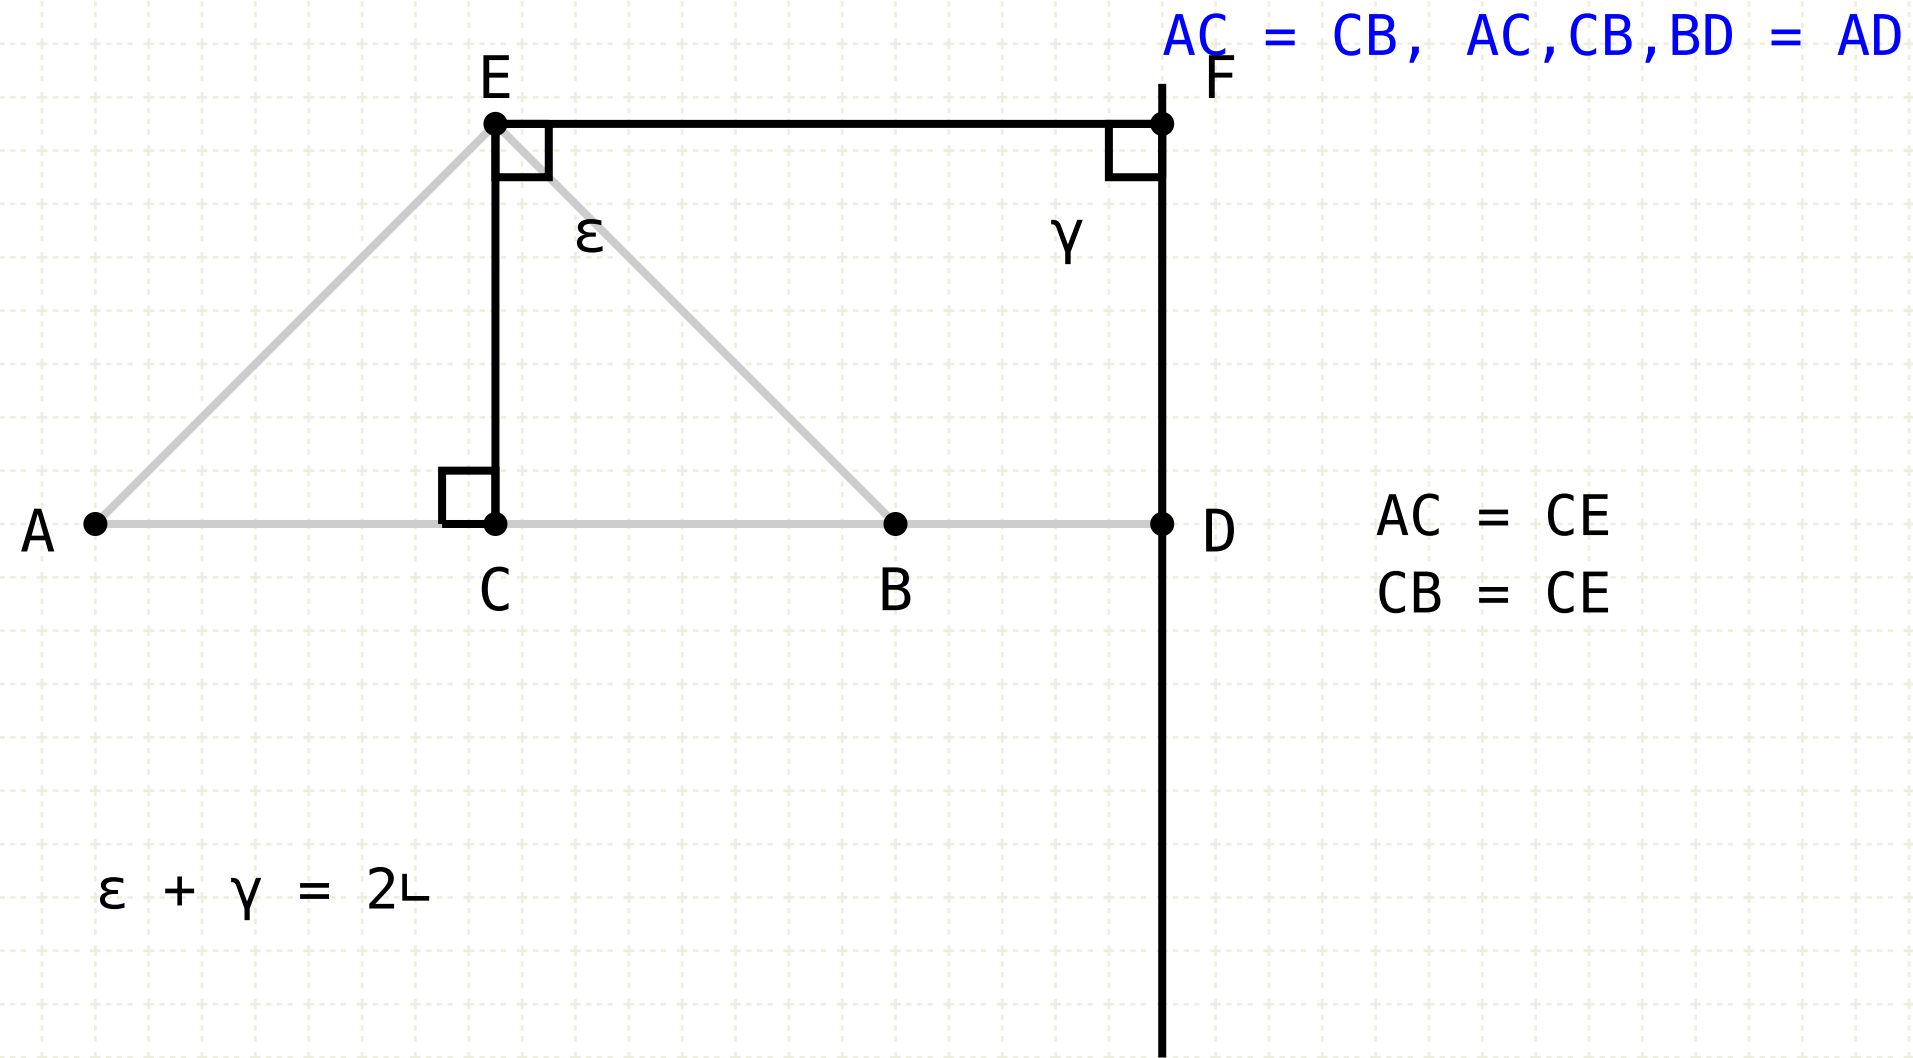 AC = CB, AC,CB,BD = AD
E
F
ε
γ
A
D
AC = CE
C
B
CB = CE
ε + γ = 2∟